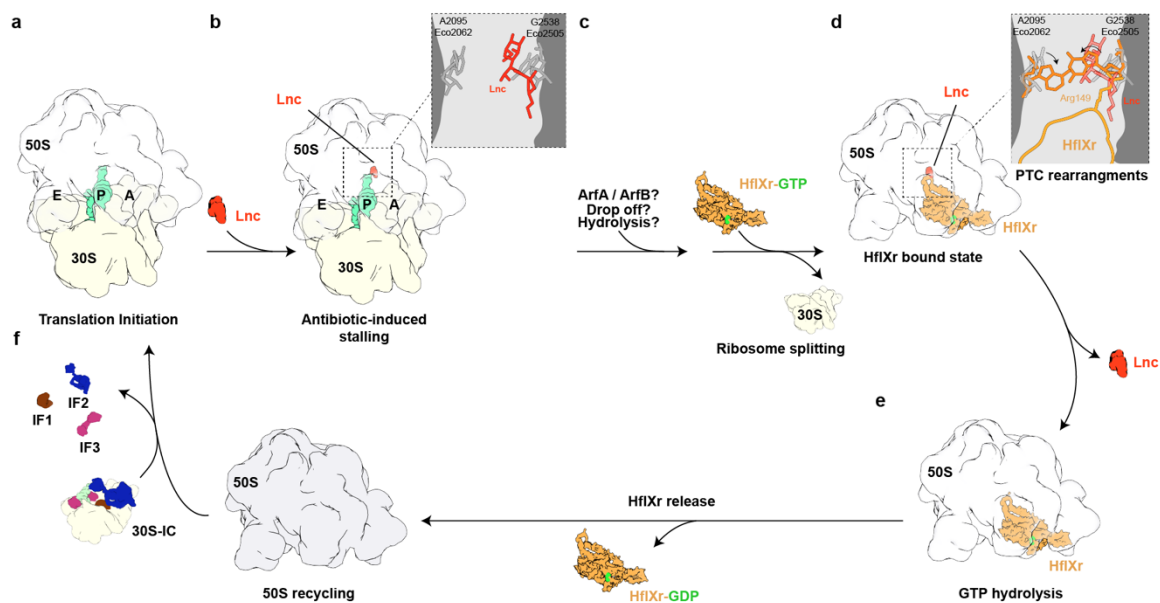 a
50S
E
P
A
30S
Translation Initiation
Lnc
b
Lnc
50S
E
P
A
30S
Antibiotic-induced
stalling
A2095
Eco2062
G2538
Eco2505
Lnc
c
ArfA / ArfB?
Drop off?
Hydrolysis?
HflXr-GTP
30S
Ribosome splitting
d
50S
Lnc
HflXr
HflXr bound state
A2095
Eco2062
G2538
Eco2505
Arg149
Lnc
HflXr
PTC rearrangments
Lnc
e
50S
HflXr
GTP hydrolysis
HflXr release
HflXr-GDP
50S
50S recycling
f
IF2
IF1
IF3
30S-IC